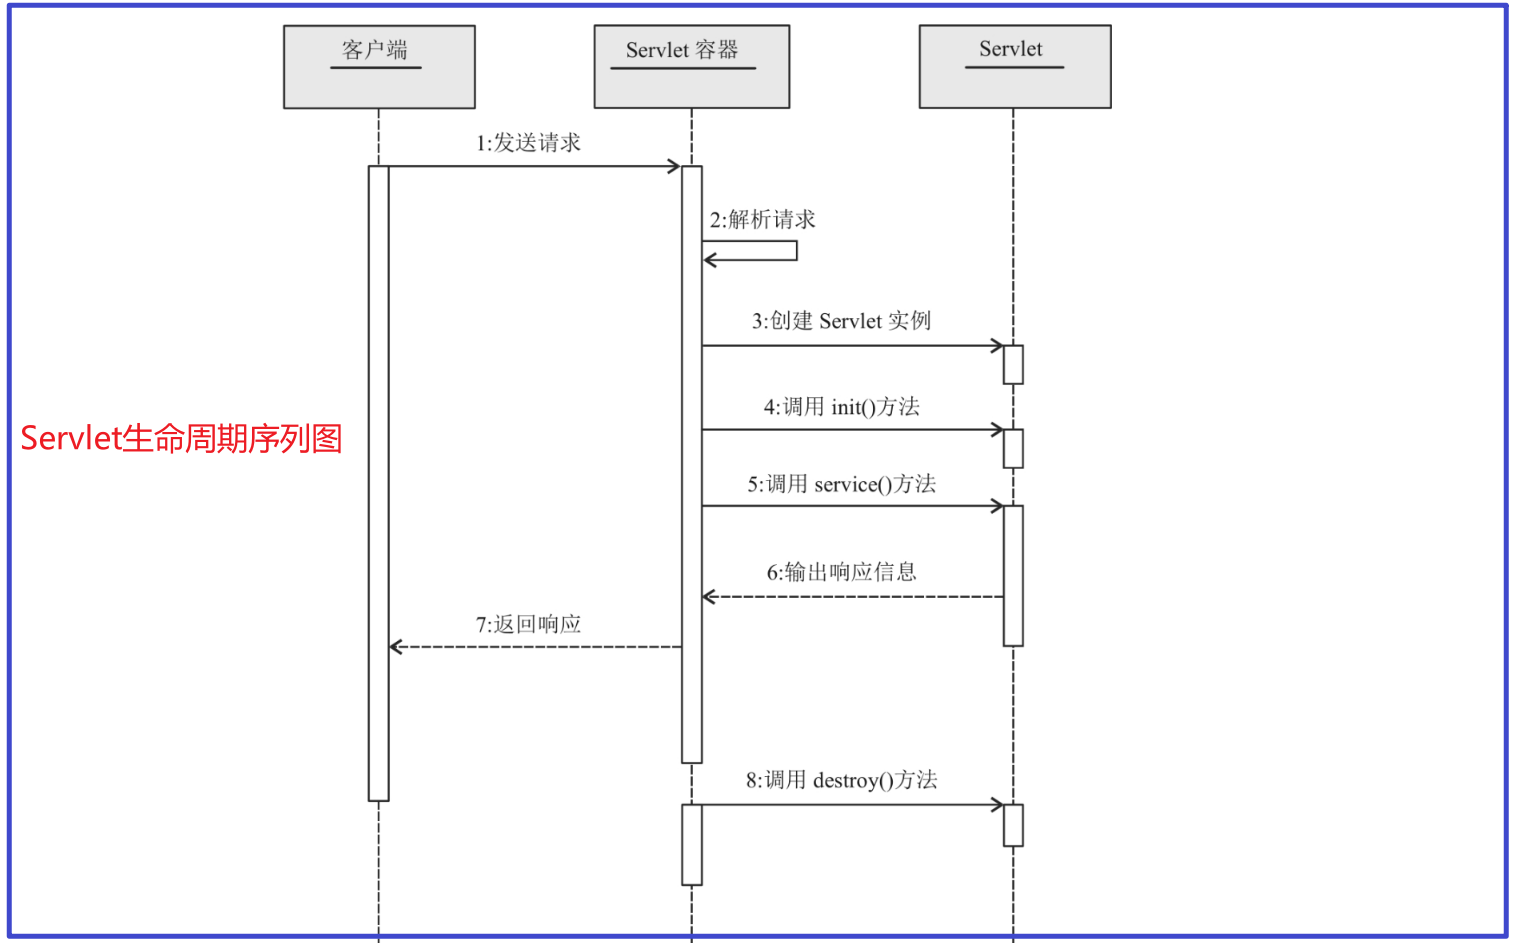 客户端
Servlet 容器
Servlet
1:发送请求
2:解析请求
3:创建 Servlet 实例
4:调用 init()方法
Servlet生命周期序列图
5:调用 service()方法
6:输出响应信息
7:返回响应
8:调用 destroy()方法